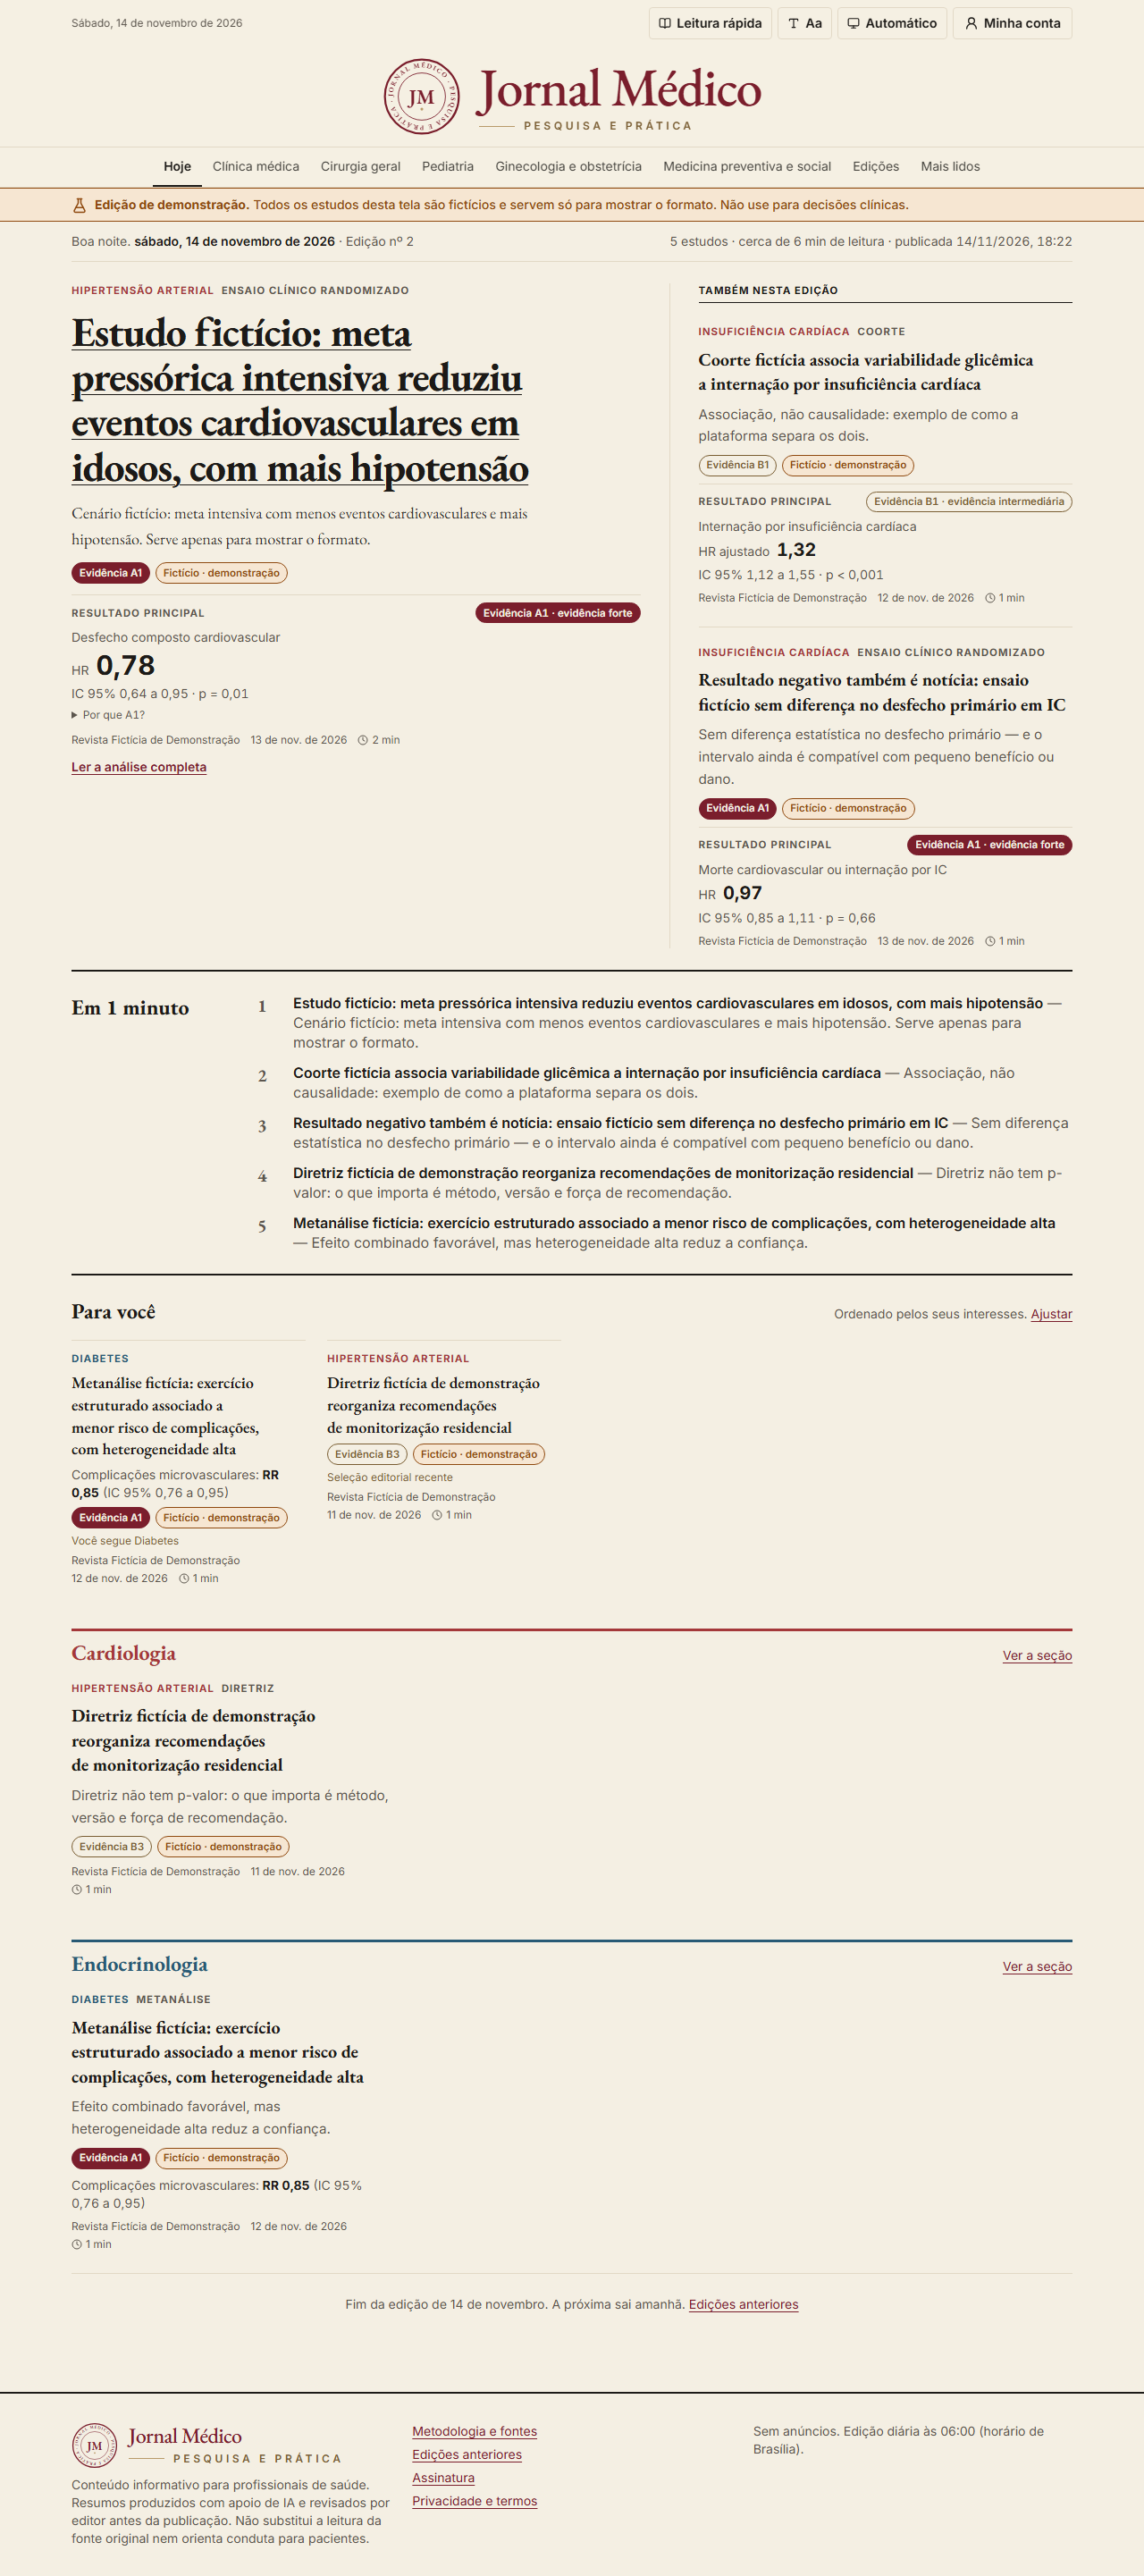 Sábado, 14 de novembro de 2026
Leitura rápida
Aa
Automático
Minha conta
JORNAL MÉDICO · PESQUISA E PRÁTICA ·
JM
Jornal Médico
PESQUISA E PRÁTICA
Hoje
Clínica médica
Cirurgia geral
Pediatria
Ginecologia e obstetrícia
Medicina preventiva e social
Edições
Mais lidos
Edição de demonstração. Todos os estudos desta tela são fictícios e servem só para mostrar o formato. Não use para decisões clínicas.
Boa noite. sábado, 14 de novembro de 2026 · Edição nº 2
5 estudos · cerca de 6 min de leitura · publicada 14/11/2026, 18:22
HIPERTENSÃO ARTERIAL ENSAIO CLÍNICO RANDOMIZADO
Estudo fictício: meta
pressórica intensiva reduziu
eventos cardiovasculares em
idosos, com mais hipotensão
Cenário fictício: meta intensiva com menos eventos cardiovasculares e mais
hipotensão. Serve apenas para mostrar o formato.
Evidência A1
Fictício · demonstração
RESULTADO PRINCIPAL
Evidência A1 · evidência forte
Desfecho composto cardiovascular
HR 0,78
IC 95% 0,64 a 0,95 · p = 0,01
Por que A1?
Revista Fictícia de Demonstração 13 de nov. de 2026 2 min
Ler a análise completa
TAMBÉM NESTA EDIÇÃO
INSUFICIÊNCIA CARDÍACA COORTE
Coorte fictícia associa variabilidade glicêmica
a internação por insuficiência cardíaca
Associação, não causalidade: exemplo de como a
plataforma separa os dois.
Evidência B1
Fictício · demonstração
RESULTADO PRINCIPAL
Evidência B1 · evidência intermediária
Internação por insuficiência cardíaca
HR ajustado 1,32
IC 95% 1,12 a 1,55 · p < 0,001
Revista Fictícia de Demonstração 12 de nov. de 2026 1 min
INSUFICIÊNCIA CARDÍACA ENSAIO CLÍNICO RANDOMIZADO
Resultado negativo também é notícia: ensaio
fictício sem diferença no desfecho primário em IC
Sem diferença estatística no desfecho primário — e o
intervalo ainda é compatível com pequeno benefício ou
dano.
Evidência A1
Fictício · demonstração
RESULTADO PRINCIPAL
Evidência A1 · evidência forte
Morte cardiovascular ou internação por IC
HR 0,97
IC 95% 0,85 a 1,11 · p = 0,66
Revista Fictícia de Demonstração 13 de nov. de 2026 1 min
Em 1 minuto
1 Estudo fictício: meta pressórica intensiva reduziu eventos cardiovasculares em idosos, com mais hipotensão —
Cenário fictício: meta intensiva com menos eventos cardiovasculares e mais hipotensão. Serve apenas para
mostrar o formato.
2 Coorte fictícia associa variabilidade glicêmica a internação por insuficiência cardíaca — Associação, não
causalidade: exemplo de como a plataforma separa os dois.
3 Resultado negativo também é notícia: ensaio fictício sem diferença no desfecho primário em IC — Sem diferença
estatística no desfecho primário — e o intervalo ainda é compatível com pequeno benefício ou dano.
4 Diretriz fictícia de demonstração reorganiza recomendações de monitorização residencial — Diretriz não tem p-
valor: o que importa é método, versão e força de recomendação.
5 Metanálise fictícia: exercício estruturado associado a menor risco de complicações, com heterogeneidade alta
— Efeito combinado favorável, mas heterogeneidade alta reduz a confiança.
Para você
Ordenado pelos seus interesses. Ajustar
DIABETES
Metanálise fictícia: exercício
estruturado associado a
menor risco de complicações,
com heterogeneidade alta
Complicações microvasculares: RR
0,85 (IC 95% 0,76 a 0,95)
Evidência A1
Fictício · demonstração
Você segue Diabetes
Revista Fictícia de Demonstração
12 de nov. de 2026 1 min
HIPERTENSÃO ARTERIAL
Diretriz fictícia de demonstração
reorganiza recomendações
de monitorização residencial
Evidência B3
Fictício · demonstração
Seleção editorial recente
Revista Fictícia de Demonstração
11 de nov. de 2026 1 min
Cardiologia
Ver a seção
HIPERTENSÃO ARTERIAL DIRETRIZ
Diretriz fictícia de demonstração
reorganiza recomendações
de monitorização residencial
Diretriz não tem p-valor: o que importa é método,
versão e força de recomendação.
Evidência B3
Fictício · demonstração
Revista Fictícia de Demonstração 11 de nov. de 2026
1 min
Endocrinologia
Ver a seção
DIABETES METANÁLISE
Metanálise fictícia: exercício
estruturado associado a menor risco de
complicações, com heterogeneidade alta
Efeito combinado favorável, mas
heterogeneidade alta reduz a confiança.
Evidência A1
Fictício · demonstração
Complicações microvasculares: RR 0,85 (IC 95%
0,76 a 0,95)
Revista Fictícia de Demonstração 12 de nov. de 2026
1 min
Fim da edição de 14 de novembro. A próxima sai amanhã. Edições anteriores
JM
Jornal Médico
PESQUISA E PRÁTICA
Conteúdo informativo para profissionais de saúde.
Resumos produzidos com apoio de IA e revisados por
editor antes da publicação. Não substitui a leitura da
fonte original nem orienta conduta para pacientes.
Metodologia e fontes
Edições anteriores
Assinatura
Privacidade e termos
Sem anúncios. Edição diária às 06:00 (horário de
Brasília).